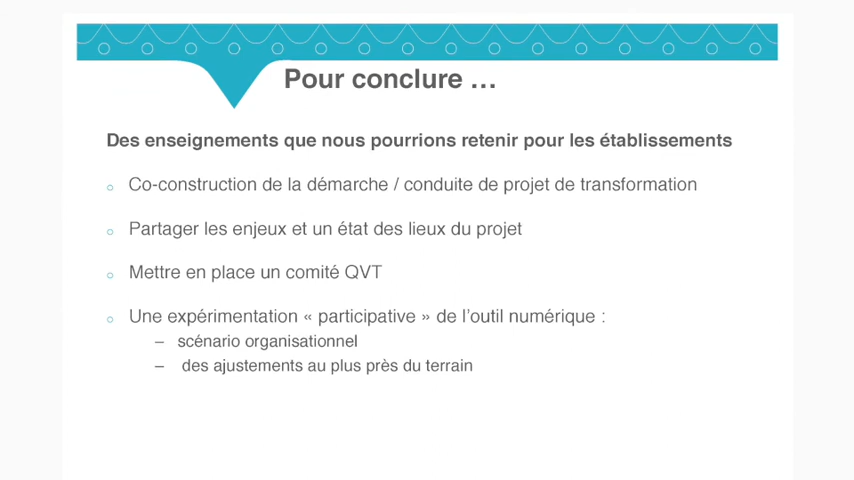 Pour conclure …
Des enseignements que nous pourrions retenir pour les établissements
Co-construction de la démarche / conduite de projet de transformation
Partager les enjeux et un état des lieux du projet
Mettre en place un comité QVT
Une expérimentation « participative » de l'outil numérique :
– scénario organisationnel
– des ajustements au plus près du terrain